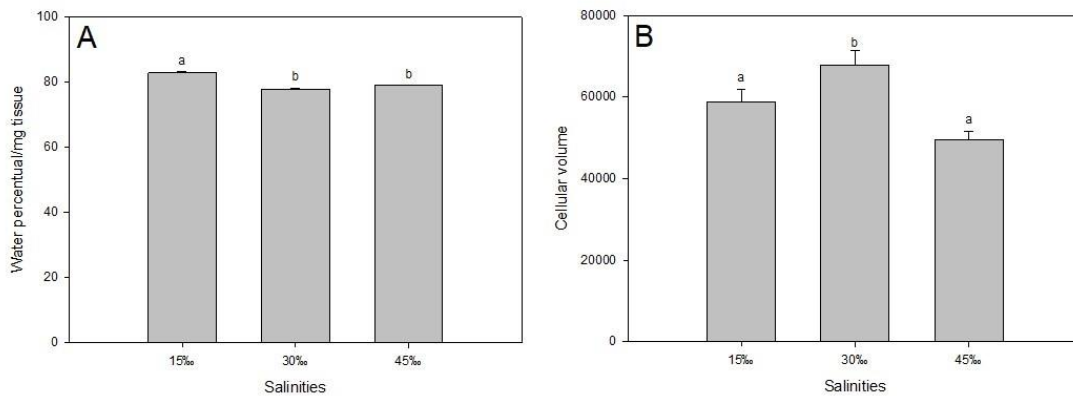 A
Water percentual/mg tissue
100
80
60
40
20
0
a
b
b
15‰
30‰
45‰
Salinities
B
Cellular volume
80000
60000
40000
20000
0
a
b
a
15‰
30‰
45‰
Salinities